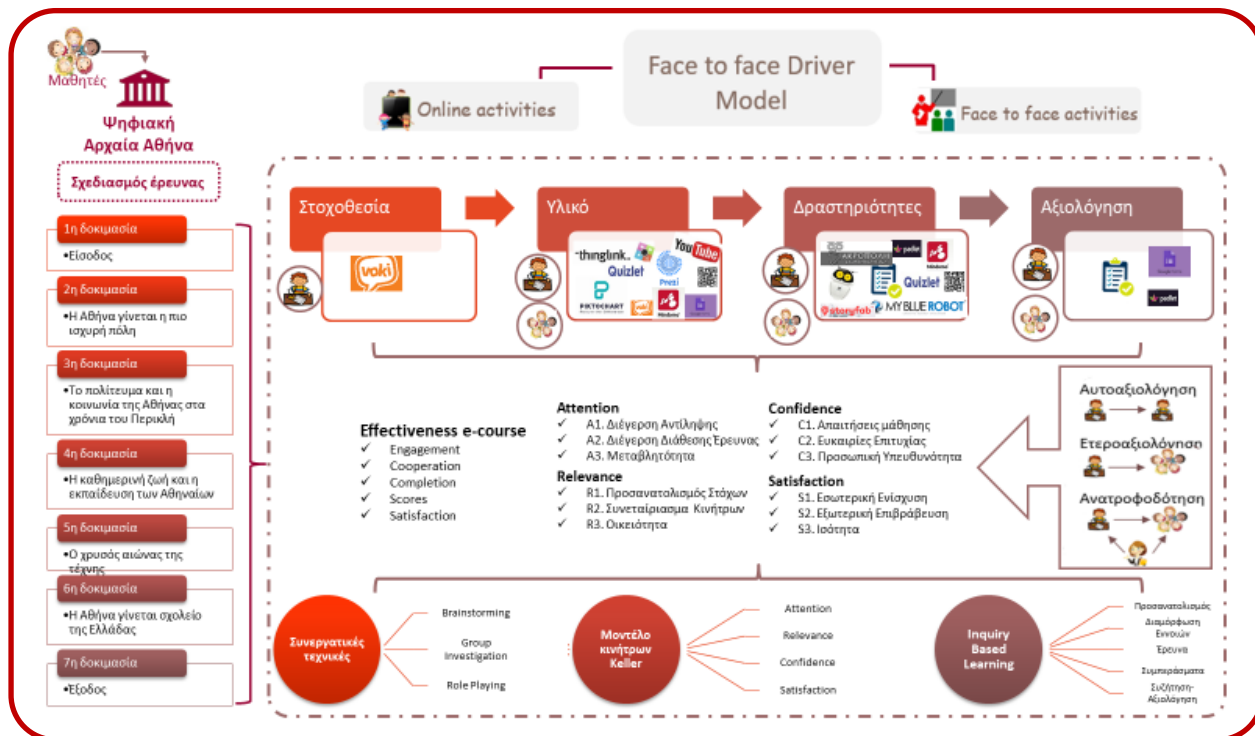 Μαθητές
Ψηφιακή
Αρχαία Αθήνα
Σχεδιασμός έρευνας
1η δοκιμασία
•Είσοδος
2η δοκιμασία
•Η Αθήνα γίνεται η πιο
ισχυρή πόλη
3η δοκιμασία
•Το πολίτευμα και η
κοινωνία της Αθήνας στα
χρόνια του Περικλή
4η δοκιμασία
•Η καθημερινή ζωή και η
εκπαίδευση των Αθηναίων
5η δοκιμασία
•Ο χρυσός αιώνας της
τέχνης
6η δοκιμασία
•Η Αθήνα γίνεται σχολείο
της Ελλάδας
7η δοκιμασία
•Έξοδος
Face to face Driver
Model
Online activities
Face to face activities
Στοχοθεσία
voki
Υλικό
thinglink..
YouTube
Quizlet
Prezi
PIKTOCHART
voki
Mindomo
Δραστηριότητες
ΑΚΡΟΠΟΛΗ
padlet
Mindomo
Quizlet
storyfab
MY BLUE ROBOT
Αξιολόγηση
padlet
Effectiveness e-course
✓ Engagement
✓ Cooperation
✓ Completion
✓ Scores
✓ Satisfaction
Attention
✓ A1. Διέγερση Αντίληψης
✓ A2. Διέγερση Διάθεσης Έρευνας
✓ A3. Μεταβλητότητα
Relevance
✓ R1. Προσανατολισμός Στόχων
✓ R2. Συνεταίριασμα Κινήτρων
✓ R3. Οικειότητα
Confidence
✓ C1. Απαιτήσεις μάθησης
✓ C2. Ευκαιρίες Επιτυχίας
✓ C3. Προσωπική Υπευθυνότητα
Satisfaction
✓ S1. Εσωτερική Ενίσχυση
✓ S2. Εξωτερική Επιβράβευση
✓ S3. Ισότητα
Αυτοαξιολόγηση
Ετεροαξιολόγηση
Ανατροφοδότηση
Συνεργατικές
τεχνικές
Brainstorming
Group
Investigation
Role Playing
Μοντέλο
κινήτρων
Keller
Attention
Relevance
Confidence
Satisfaction
Inquiry
Based
Learning
Προσανατολισμός
Διαμόρφωση
Εννοιών
Έρευνα
Συμπεράσματα
Συζήτηση-
Αξιολόγηση